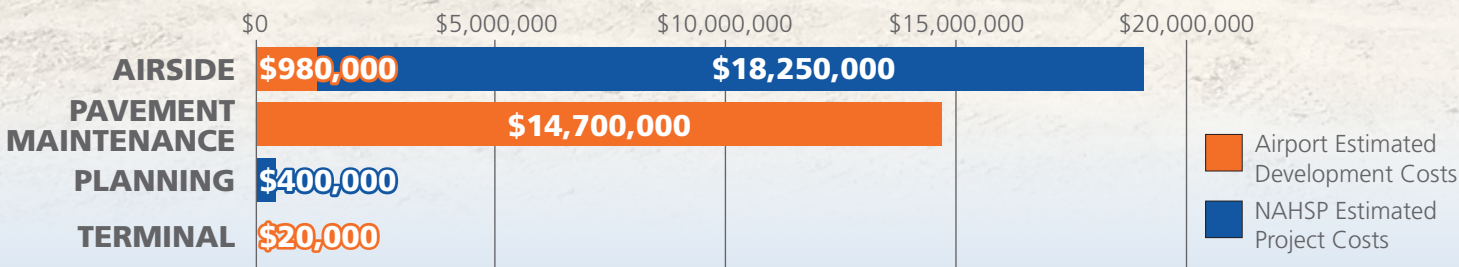 $0 $5,000,000 $10,000,000 $15,000,000 $20,000,000
AIRSIDE $980,000 $18,250,000
PAVEMENT
MAINTENANCE $14,700,000
PLANNING $400,000
TERMINAL $20,000
Airport Estimated
Development Costs
NAHSP Estimated
Project Costs